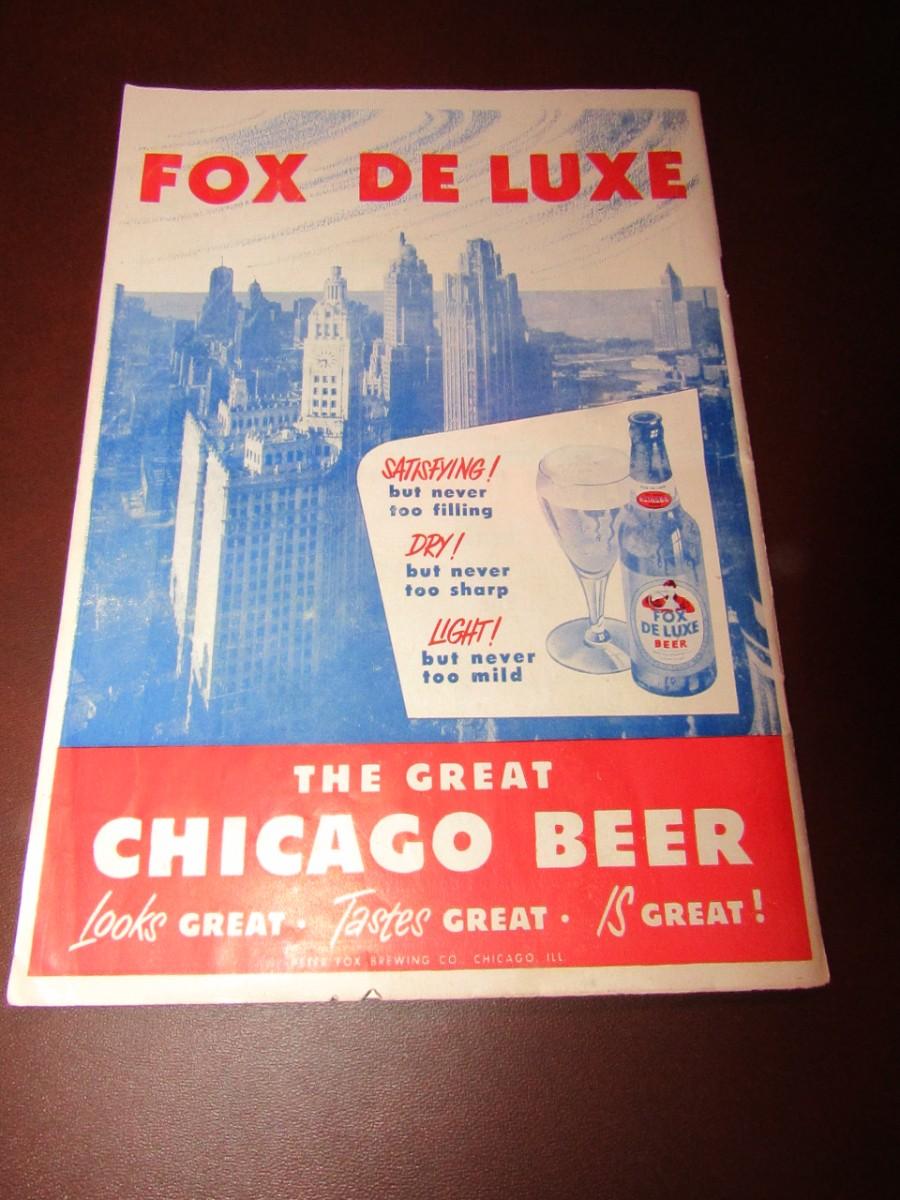 FOX DE LUXE
SATISFYING!
but never
too filling
DRY!
but never
too sharp
LIGHT!
but never
too mild
FOX
DE LUXE
BEER
THE GREAT
CHICAGO BEER
Looks GREAT · Tastes GREAT · IS GREAT!
PETER FOX BREWING CO. CHICAGO, ILL.